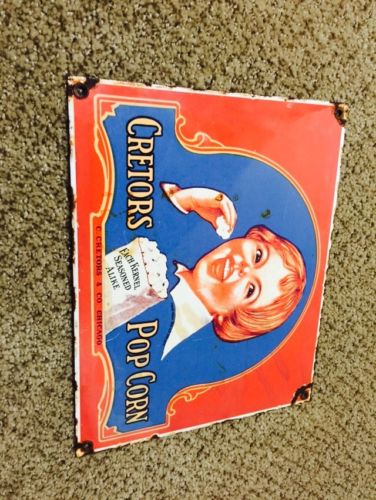 EACH KERNEL
SEASONED
ALIKE
CRETORS POP CORN
C. CRETORS & CO. CHICAGO